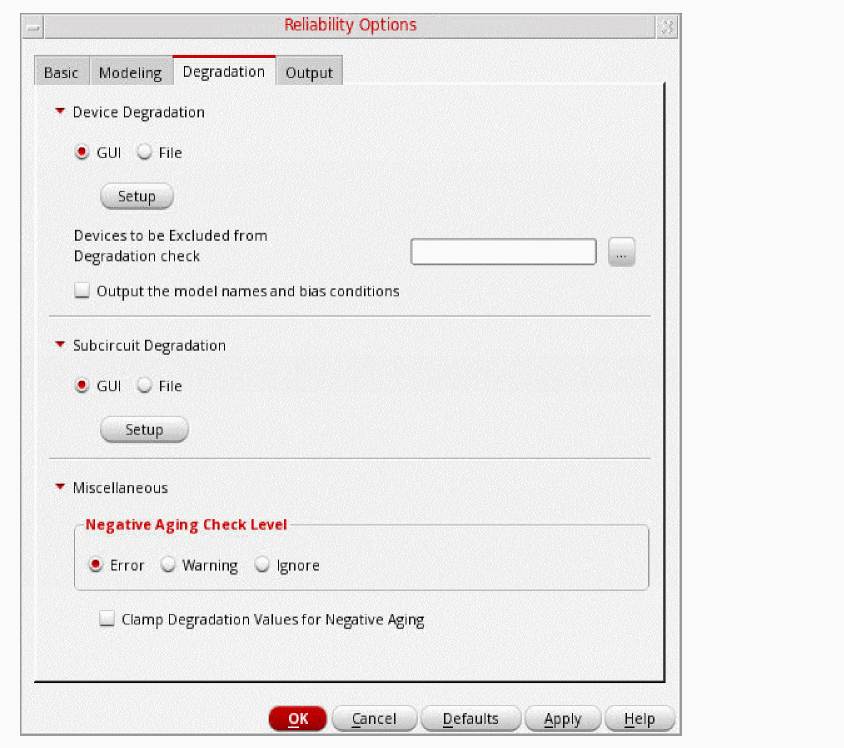 Reliability Options
Basic Modeling Degradation Output
Device Degradation
GUI File
Setup
Devices to be Excluded from
Degradation check
...
Output the model names and bias conditions
Subcircuit Degradation
GUI File
Setup
Miscellaneous
Negative Aging Check Level
Error Warning Ignore
Clamp Degradation Values for Negative Aging
OK Cancel Defaults Apply Help